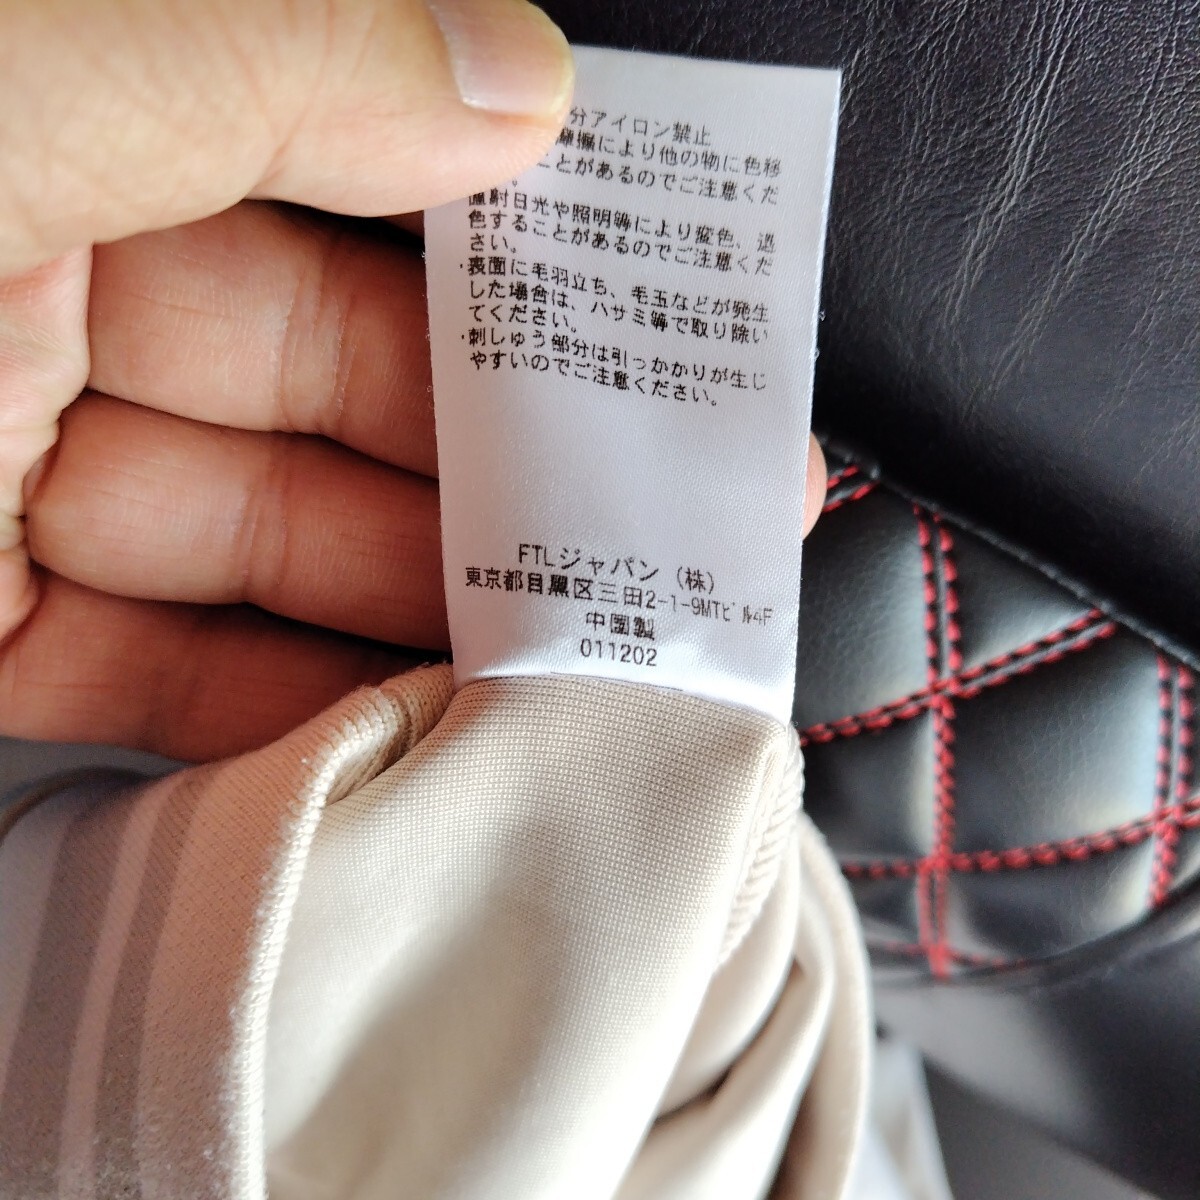 分アイロン禁止
摩擦により他の物に色移
ことがあるのでご注意くだ
。
直射日光や照明等により変色、退
色することがあるのでご注意くだ
さい。
・表面に毛羽立ち、毛玉などが発生
した場合は、ハサミ等で取り除い
てください。
・刺しゅう部分は引っかかりが生じ
やすいのでご注意ください。
FTLジャパン（株）
東京都目黒区三田2-1-9MTﾋﾞﾙ4F
中国製
011202